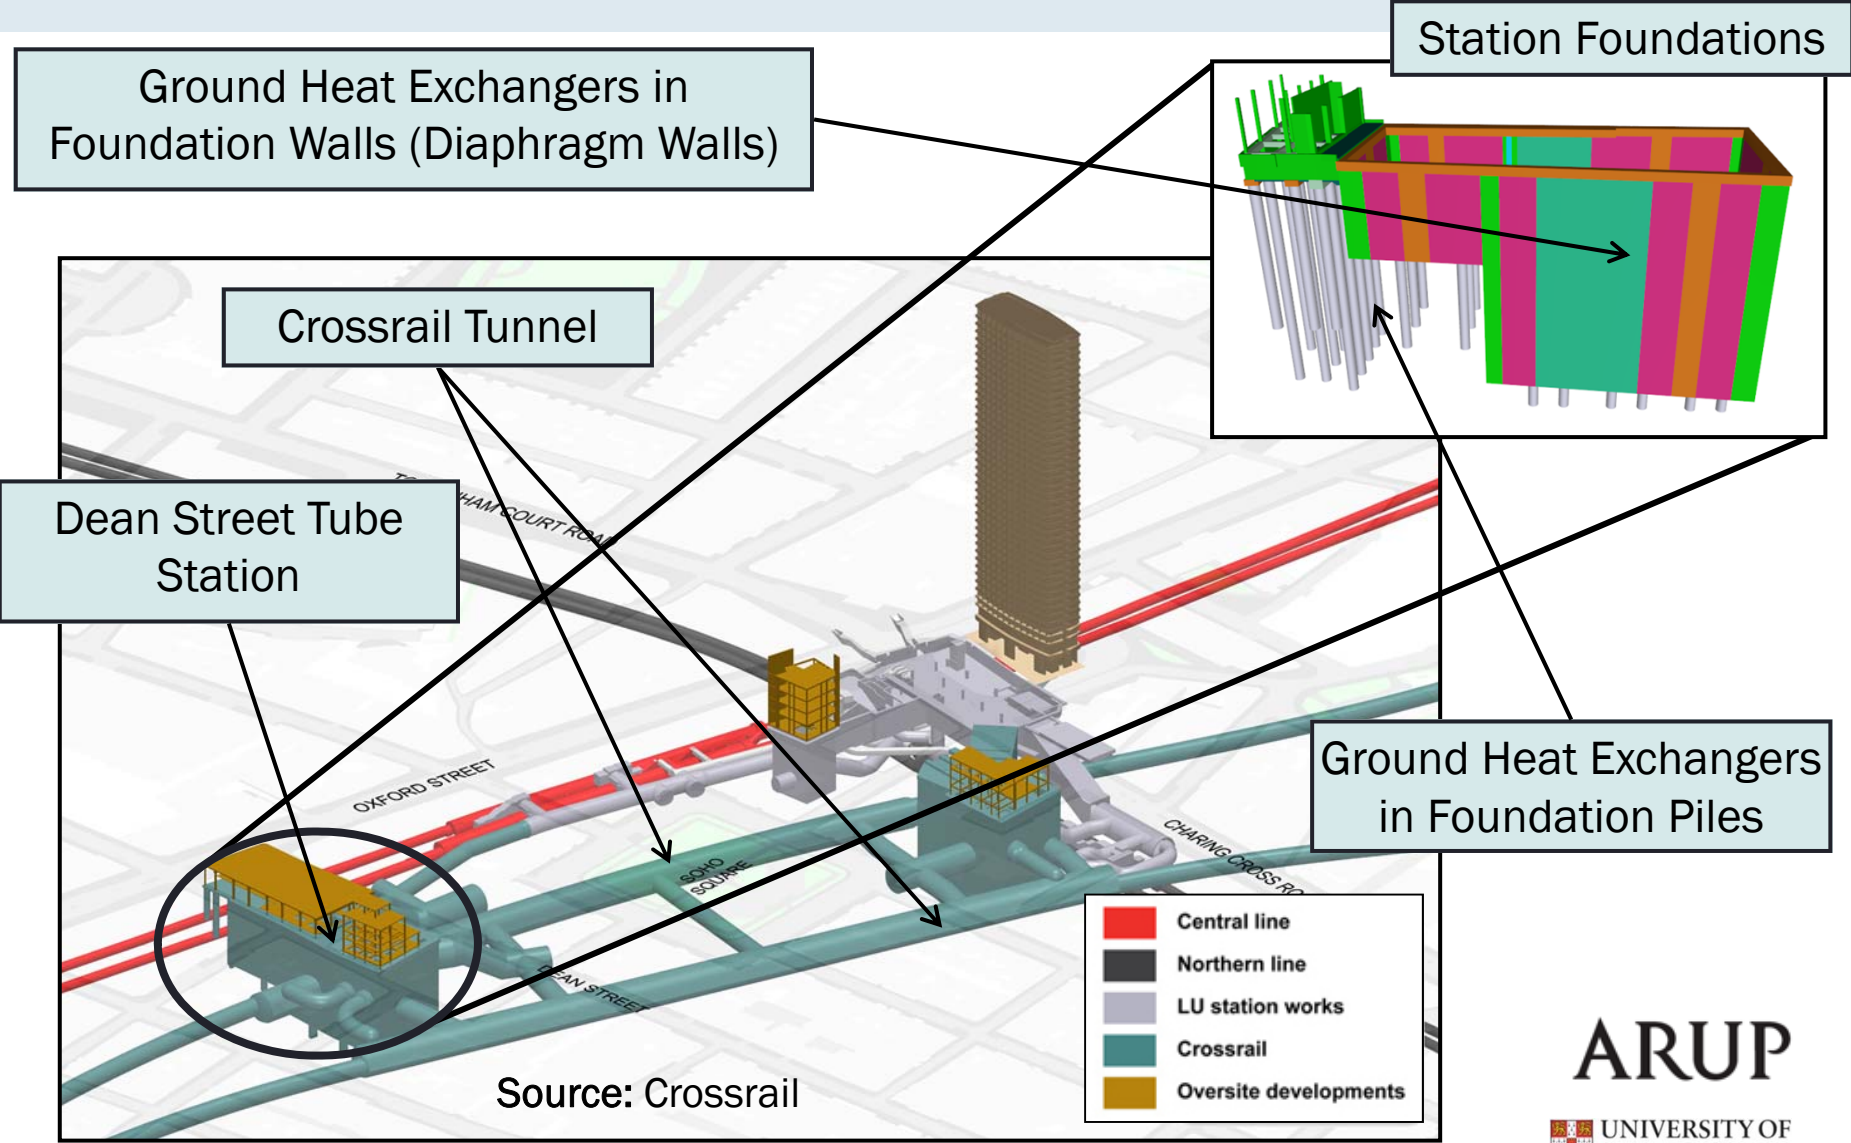 Station Foundations
Ground Heat Exchangers in
Foundation Walls (Diaphragm Walls)
Crossrail Tunnel
Dean Street Tube
Station
COURT ROAD
OXFORD STREET
SOHO
SQUARE
DEAN STREET
CHARING CROSS RO
Ground Heat Exchangers
in Foundation Piles
Central line
Northern line
LU station works
Crossrail
Oversite developments
Source: Crossrail
ARUP
UNIVERSITY OF